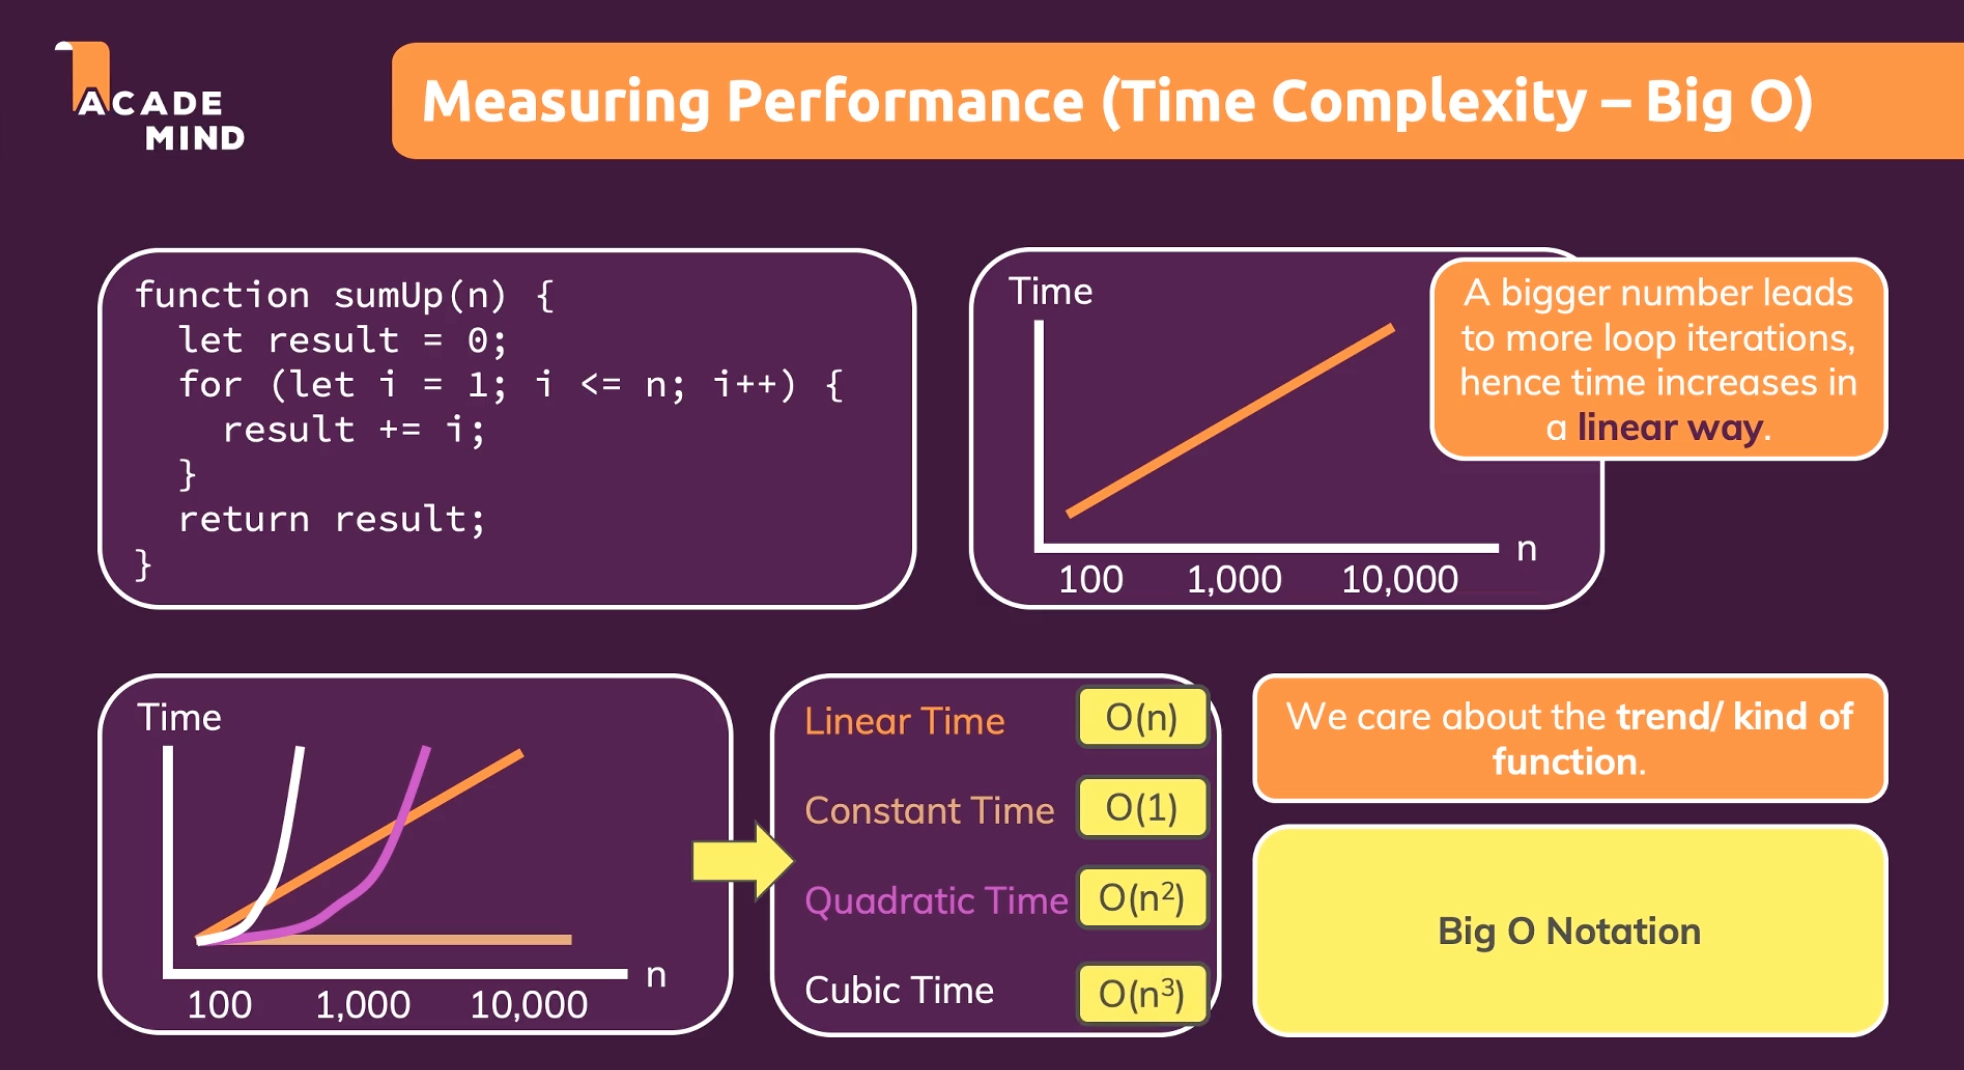 ACADE
MIND
Measuring Performance (Time Complexity – Big O)
function sumUp(n) {
  let result = 0;
  for (let i = 1; i <= n; i++) {
    result += i;
  }
  return result;
}
Time
n
100 1,000 10,000
A bigger number leads
to more loop iterations,
hence time increases in
a linear way.
Time
n
100 1,000 10,000
Linear Time O(n)
Constant Time O(1)
Quadratic Time O(n²)
Cubic Time O(n³)
We care about the trend/ kind of
function.
Big O Notation